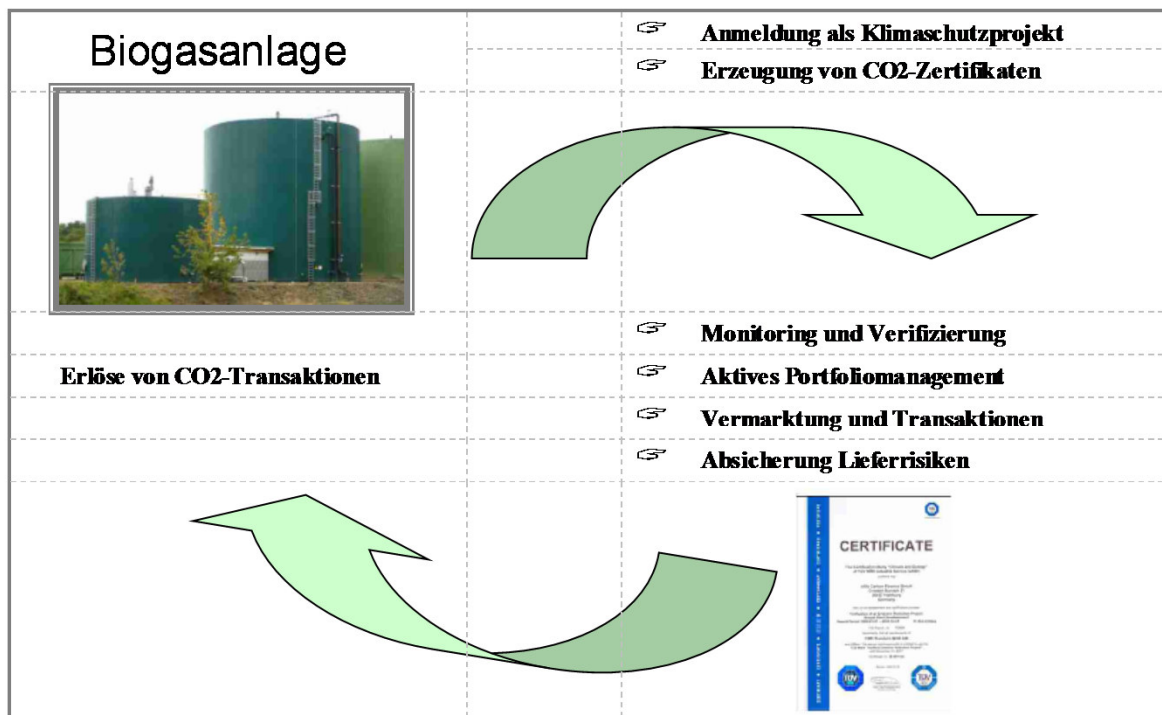 Biogasanlage
Anmeldung als Klimaschutzprojekt
Erzeugung von CO2-Zertifikaten
Monitoring und Verifizierung
Erlöse von CO2-Transaktionen
Aktives Portfoliomanagement
Vermarktung und Transaktionen
Absicherung Lieferrisiken
CERTIFICATE